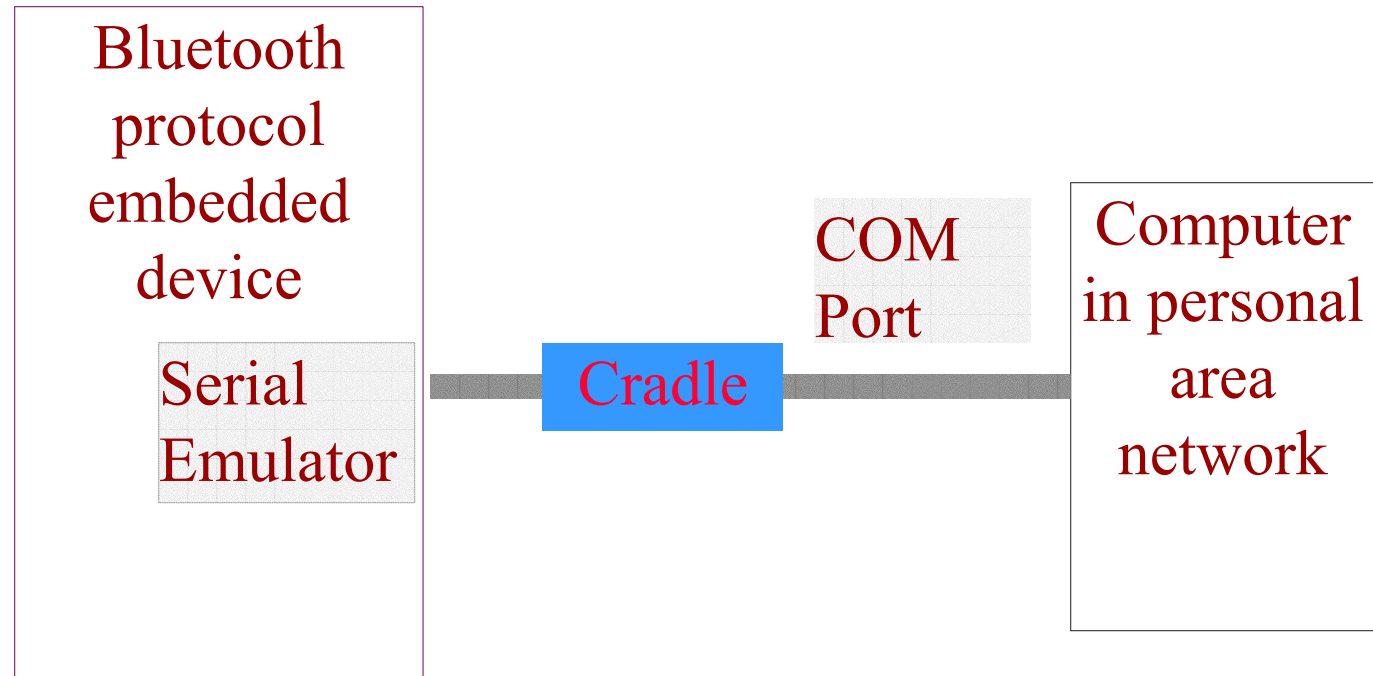 Bluetooth
protocol
embedded
device
Serial
Emulator
Cradle
COM
Port
Computer
in personal
area
network